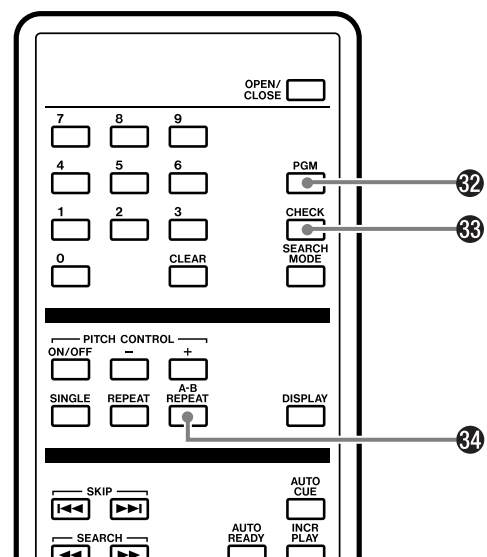 OPEN/
CLOSE
7 8 9
4 5 6 PGM
32
1 2 3 CHECK
33
0 CLEAR SEARCH
MODE
PITCH CONTROL
ON/OFF − +
SINGLE REPEAT A-B
REPEAT DISPLAY
34
SKIP AUTO
CUE
SEARCH AUTO
READY INCR
PLAY